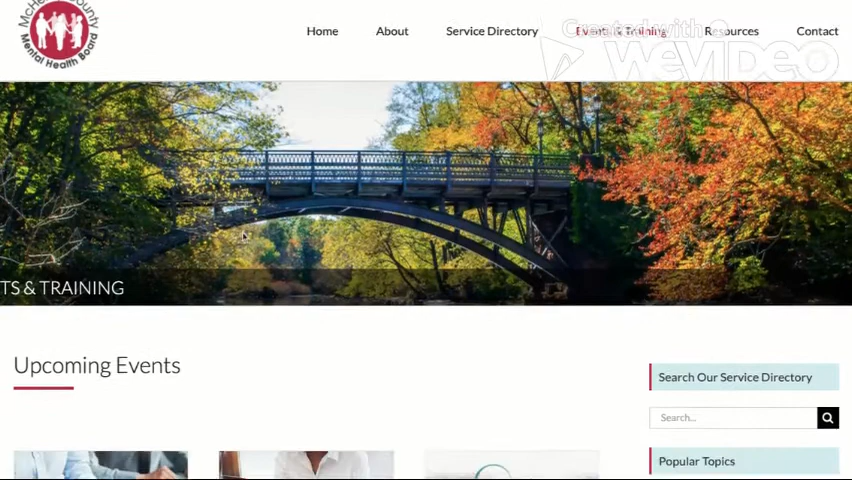 Mental Health Board
Home About Service Directory Events & Training Resources Contact
Created with
WEVIDEO
TS & TRAINING
Upcoming Events
Search Our Service Directory
Search...
Popular Topics